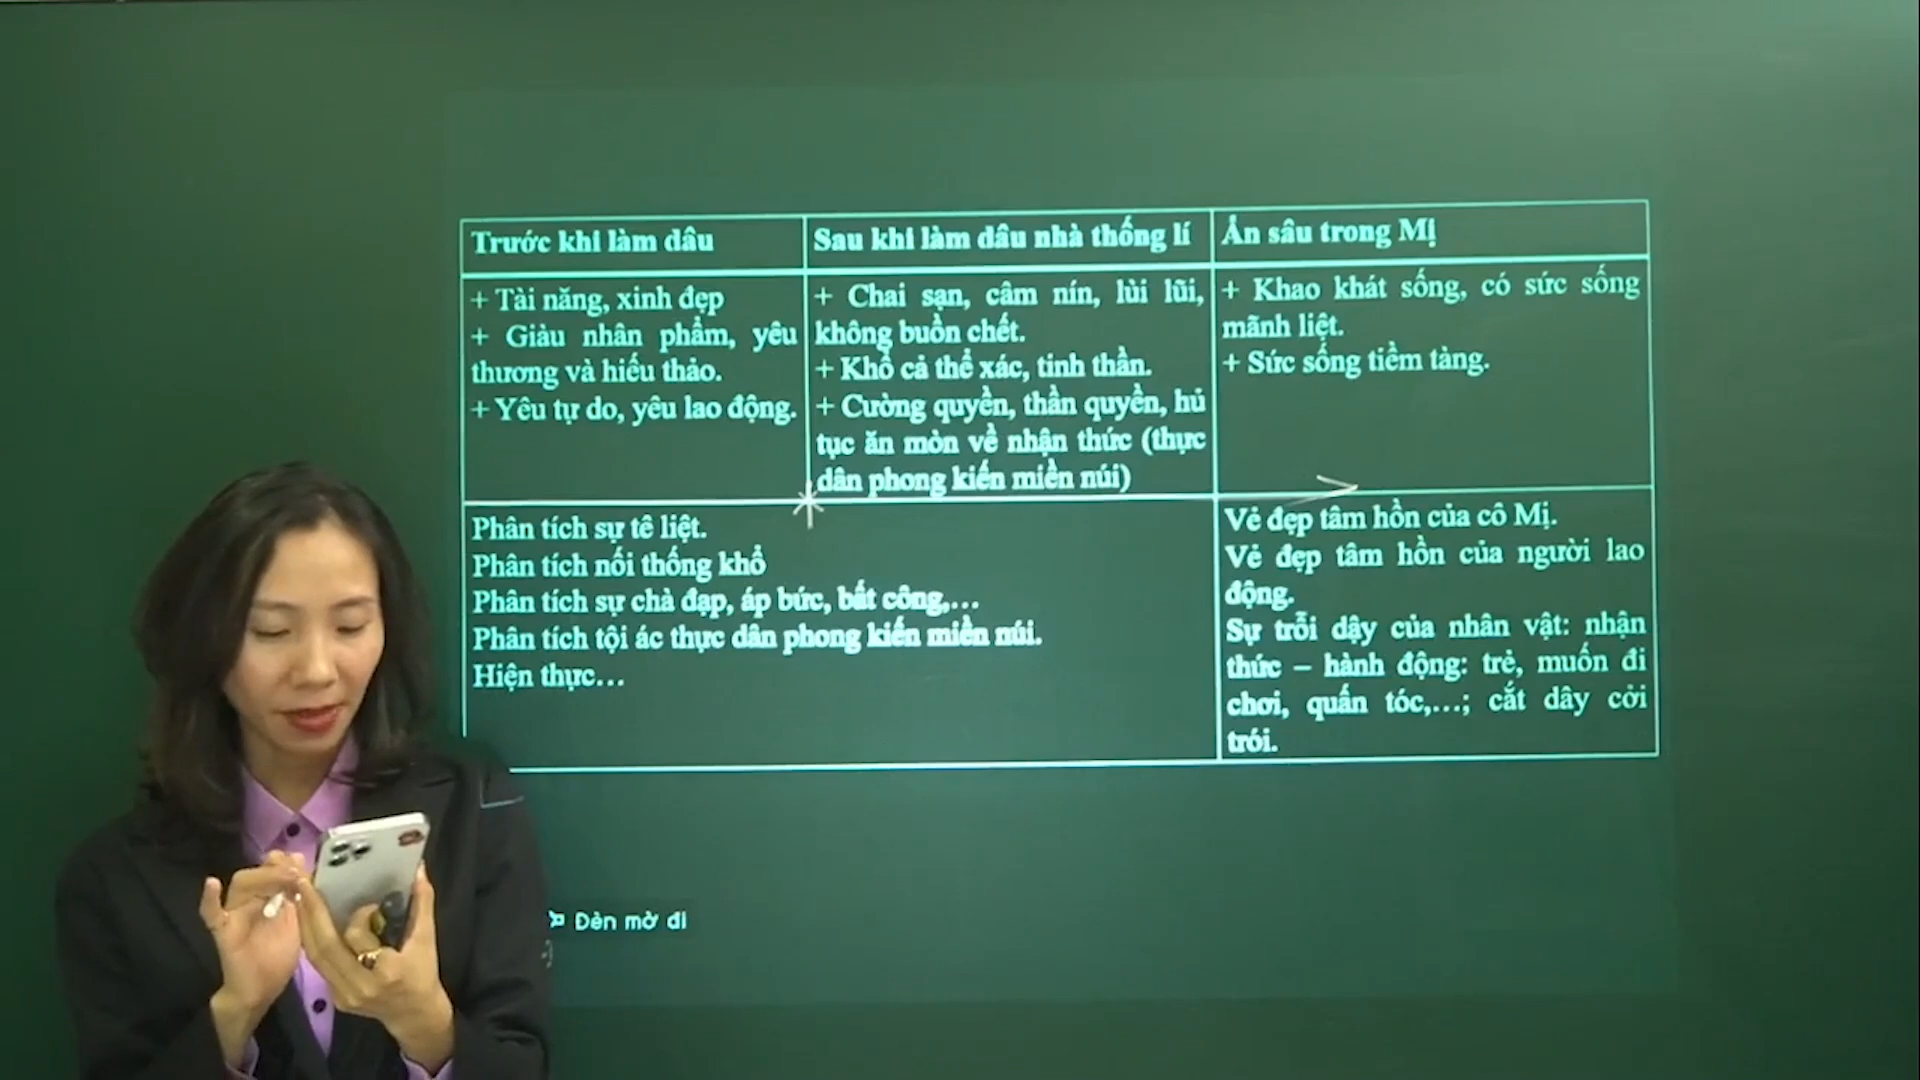 Trước khi làm dâu
Sau khi làm dâu nhà thống lí
Ẩn sâu trong Mị
+ Tài năng, xinh đẹp
+ Giàu nhân phẩm, yêu
thương và hiếu thảo.
+ Yêu tự do, yêu lao động.
+ Chai sạn, câm nín, lùi lũi,
không buồn chết.
+ Khổ cả thể xác, tinh thần.
+ Cường quyền, thần quyền, hủ
tục ăn mòn về nhận thức (thực
dân phong kiến miền núi)
+ Khao khát sống, có sức sống
mãnh liệt.
+ Sức sống tiềm tàng.
Phân tích sự tê liệt.
Phân tích nối thống khổ
Phân tích sự chà đạp, áp bức, bất công,...
Phân tích tội ác thực dân phong kiến miền núi.
Hiện thực...
Vẻ đẹp tâm hồn của cô Mị.
Vẻ đẹp tâm hồn của người lao
động.
Sự trỗi dậy của nhân vật: nhận
thức – hành động: trẻ, muốn đi
chơi, quấn tóc,...; cắt dây cởi
trói.
Đèn mờ đi